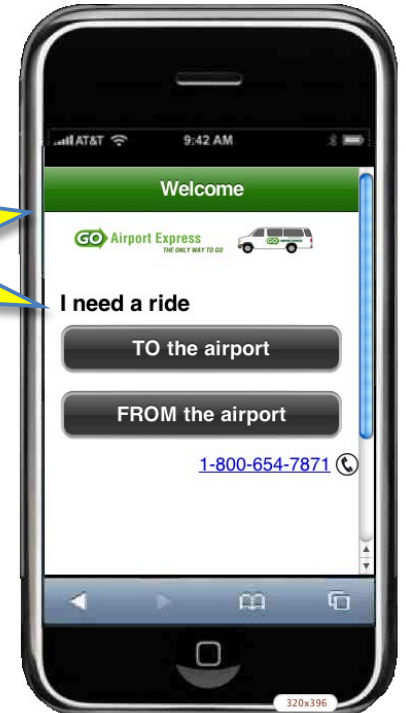 AT&T 9:42 AM
Welcome
GO Airport Express
THE ONLY WAY TO GO
GO
I need a ride
TO the airport
FROM the airport
1-800-654-7871
320x396